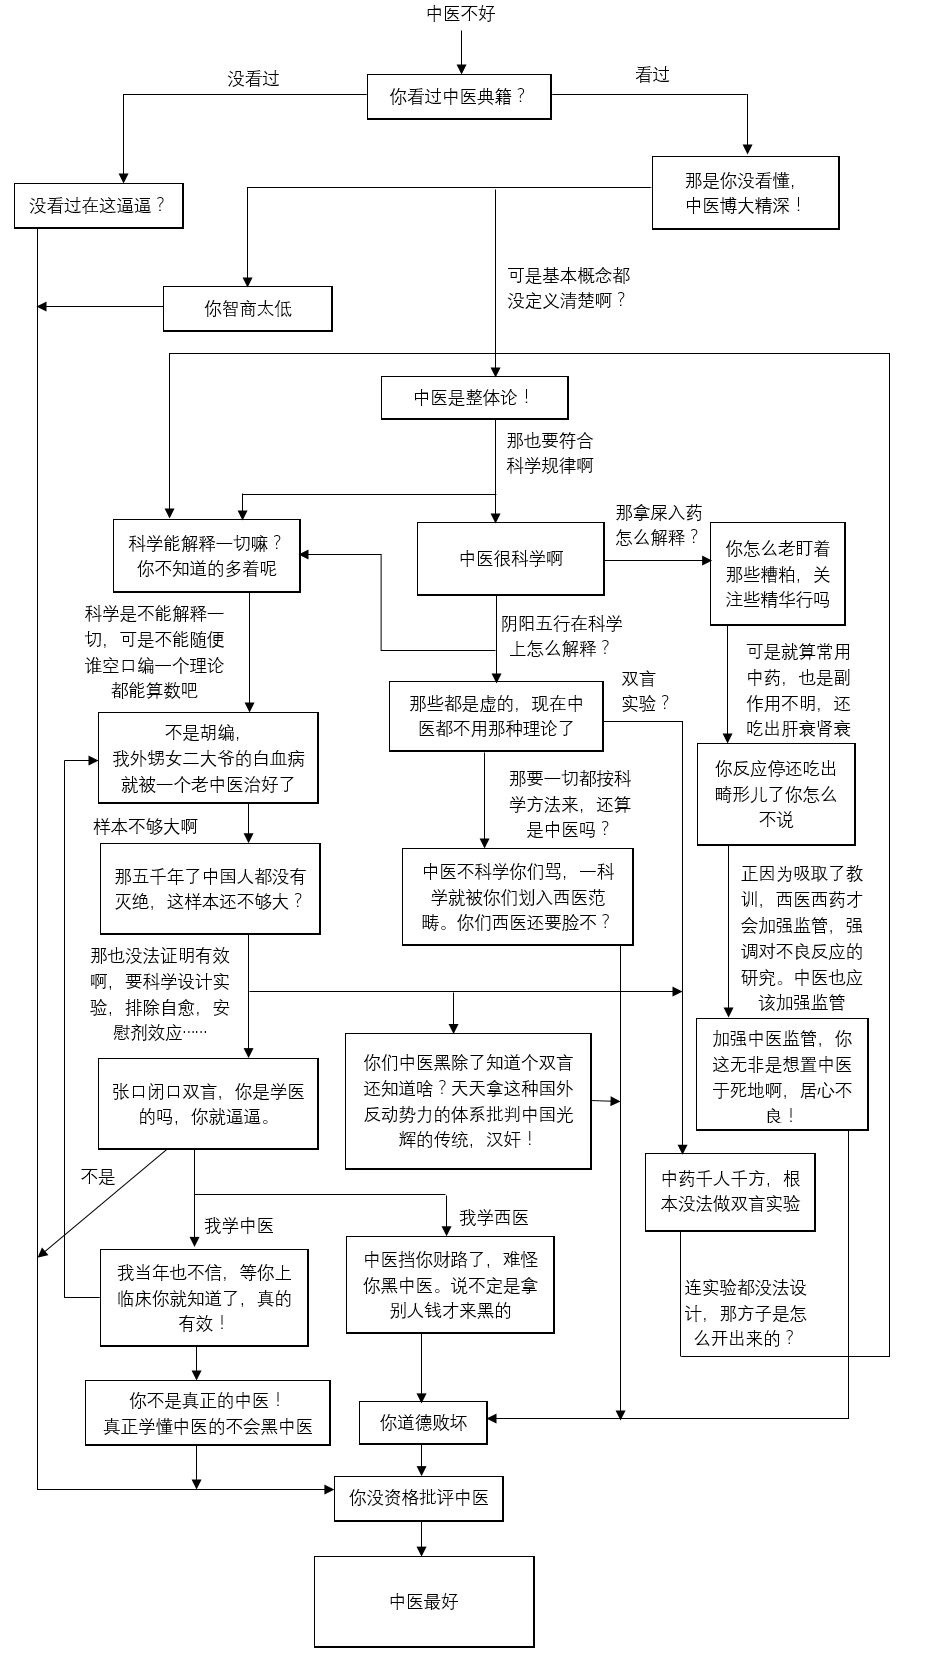 中医不好
没看过
看过
你看过中医典籍？
那是你没看懂，
中医博大精深！
没看过在这逼逼？
可是基本概念都
没定义清楚啊？
你智商太低
中医是整体论！
那也要符合
科学规律啊
那拿屎入药
怎么解释？
科学能解释一切嘛？
你不知道的多着呢
中医很科学啊
你怎么老盯着
那些糟粕，关
注些精华行吗
科学是不能解释一
切，可是不能随便
谁空口编一个理论
都能算数吧
阴阳五行在科学
上怎么解释？
可是就算常用
中药，也是副
作用不明，还
吃出肝衰肾衰
双盲
实验？
那些都是虚的，现在中
医都不用那种理论了
不是胡编，
我外甥女二大爷的白血病
就被一个老中医治好了
你反应停还吃出
畸形儿了你怎么
不说
那要一切都按科
学方法来，还算
是中医吗？
样本不够大啊
那五千年了中国人都没有
灭绝，这样本还不够大？
中医不科学你们骂，一科
学就被你们划入西医范
畴。你们西医还要脸不？
正因为吸取了教
训，西医西药才
会加强监管，强
调对不良反应的
研究。中医也应
该加强监管
那也没法证明有效
啊，要科学设计实
验，排除自愈，安
慰剂效应……
你们中医黑除了知道个双盲
还知道啥？天天拿这种国外
反动势力的体系批判中国光
辉的传统，汉奸！
加强中医监管，你
这无非是想置中医
于死地啊，居心不
良！
张口闭口双盲，你是学医
的吗，你就逼逼。
不是
中药千人千方，根
本没法做双盲实验
我学中医
我学西医
我当年也不信，等你上
临床你就知道了，真的
有效！
中医挡你财路了，难怪
你黑中医。说不定是拿
别人钱才来黑的
连实验都没法设
计，那方子是怎
么开出来的？
你不是真正的中医！
真正学懂中医的不会黑中医
你道德败坏
你没资格批评中医
中医最好